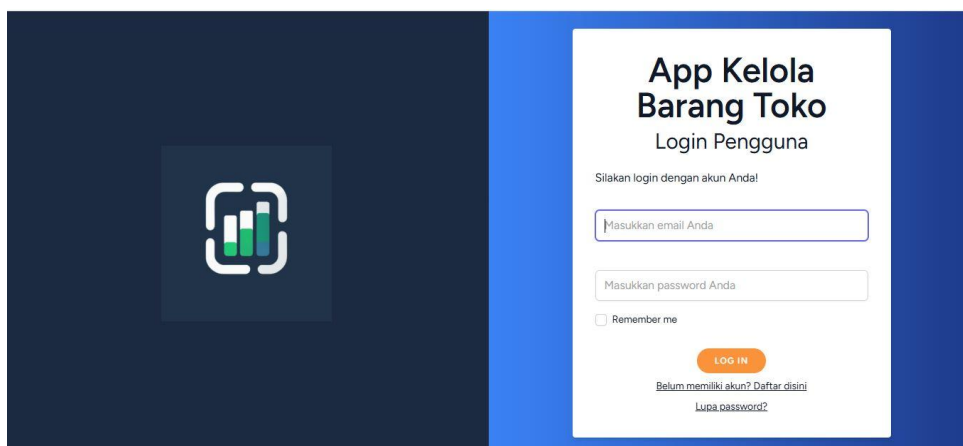 App Kelola
Barang Toko
Login Pengguna
Silakan login dengan akun Anda!
Masukkan email Anda
Masukkan password Anda
Remember me
LOG IN
Belum memiliki akun? Daftar disini
Lupa password?